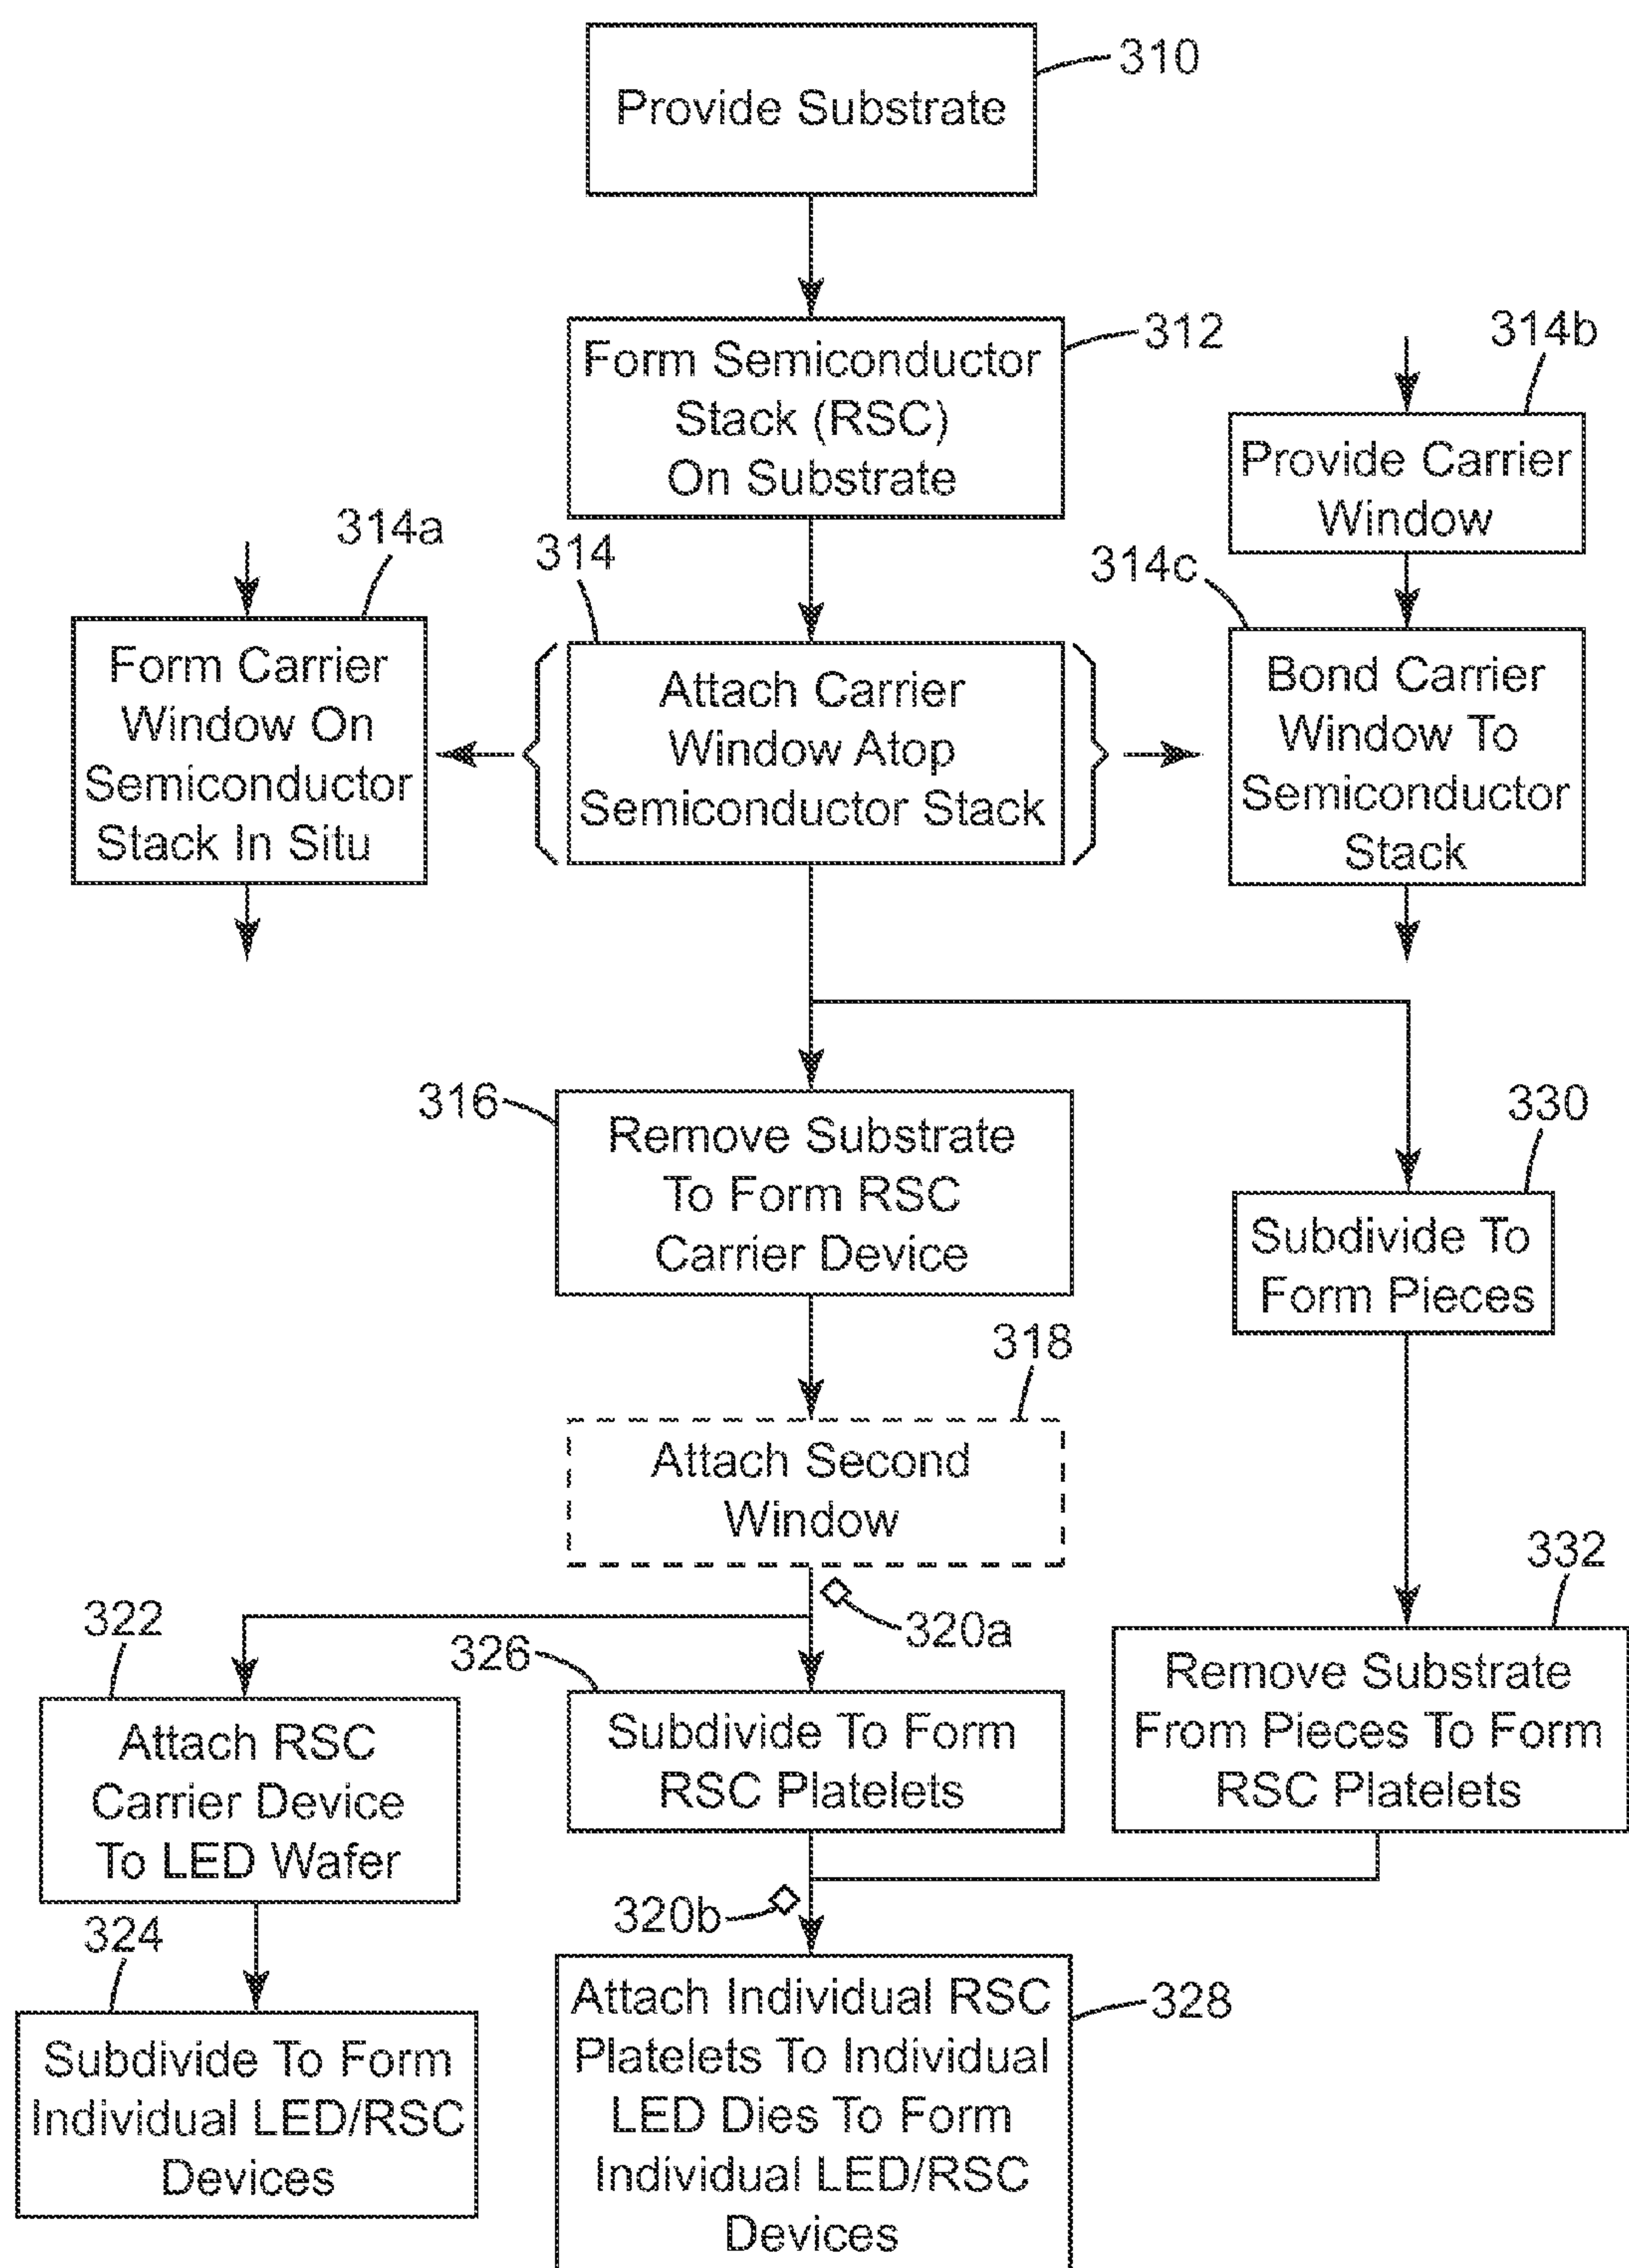 310
Provide Substrate
312
Form Semiconductor
Stack (RSC)
On Substrate
314b
Provide Carrier
Window
314a
Form Carrier
Window On
Semiconductor
Stack In Situ
314
Attach Carrier
Window Atop
Semiconductor Stack
314c
Bond Carrier
Window To
Semiconductor
Stack
316
Remove Substrate
To Form RSC
Carrier Device
330
Subdivide To
Form Pieces
318
Attach Second
Window
320a
322
Attach RSC
Carrier Device
To LED Wafer
326
Subdivide To Form
RSC Platelets
332
Remove Substrate
From Pieces To Form
RSC Platelets
320b
324
Subdivide To Form
Individual LED/RSC
Devices
328
Attach Individual RSC
Platelets To Individual
LED Dies To Form
Individual LED/RSC
Devices